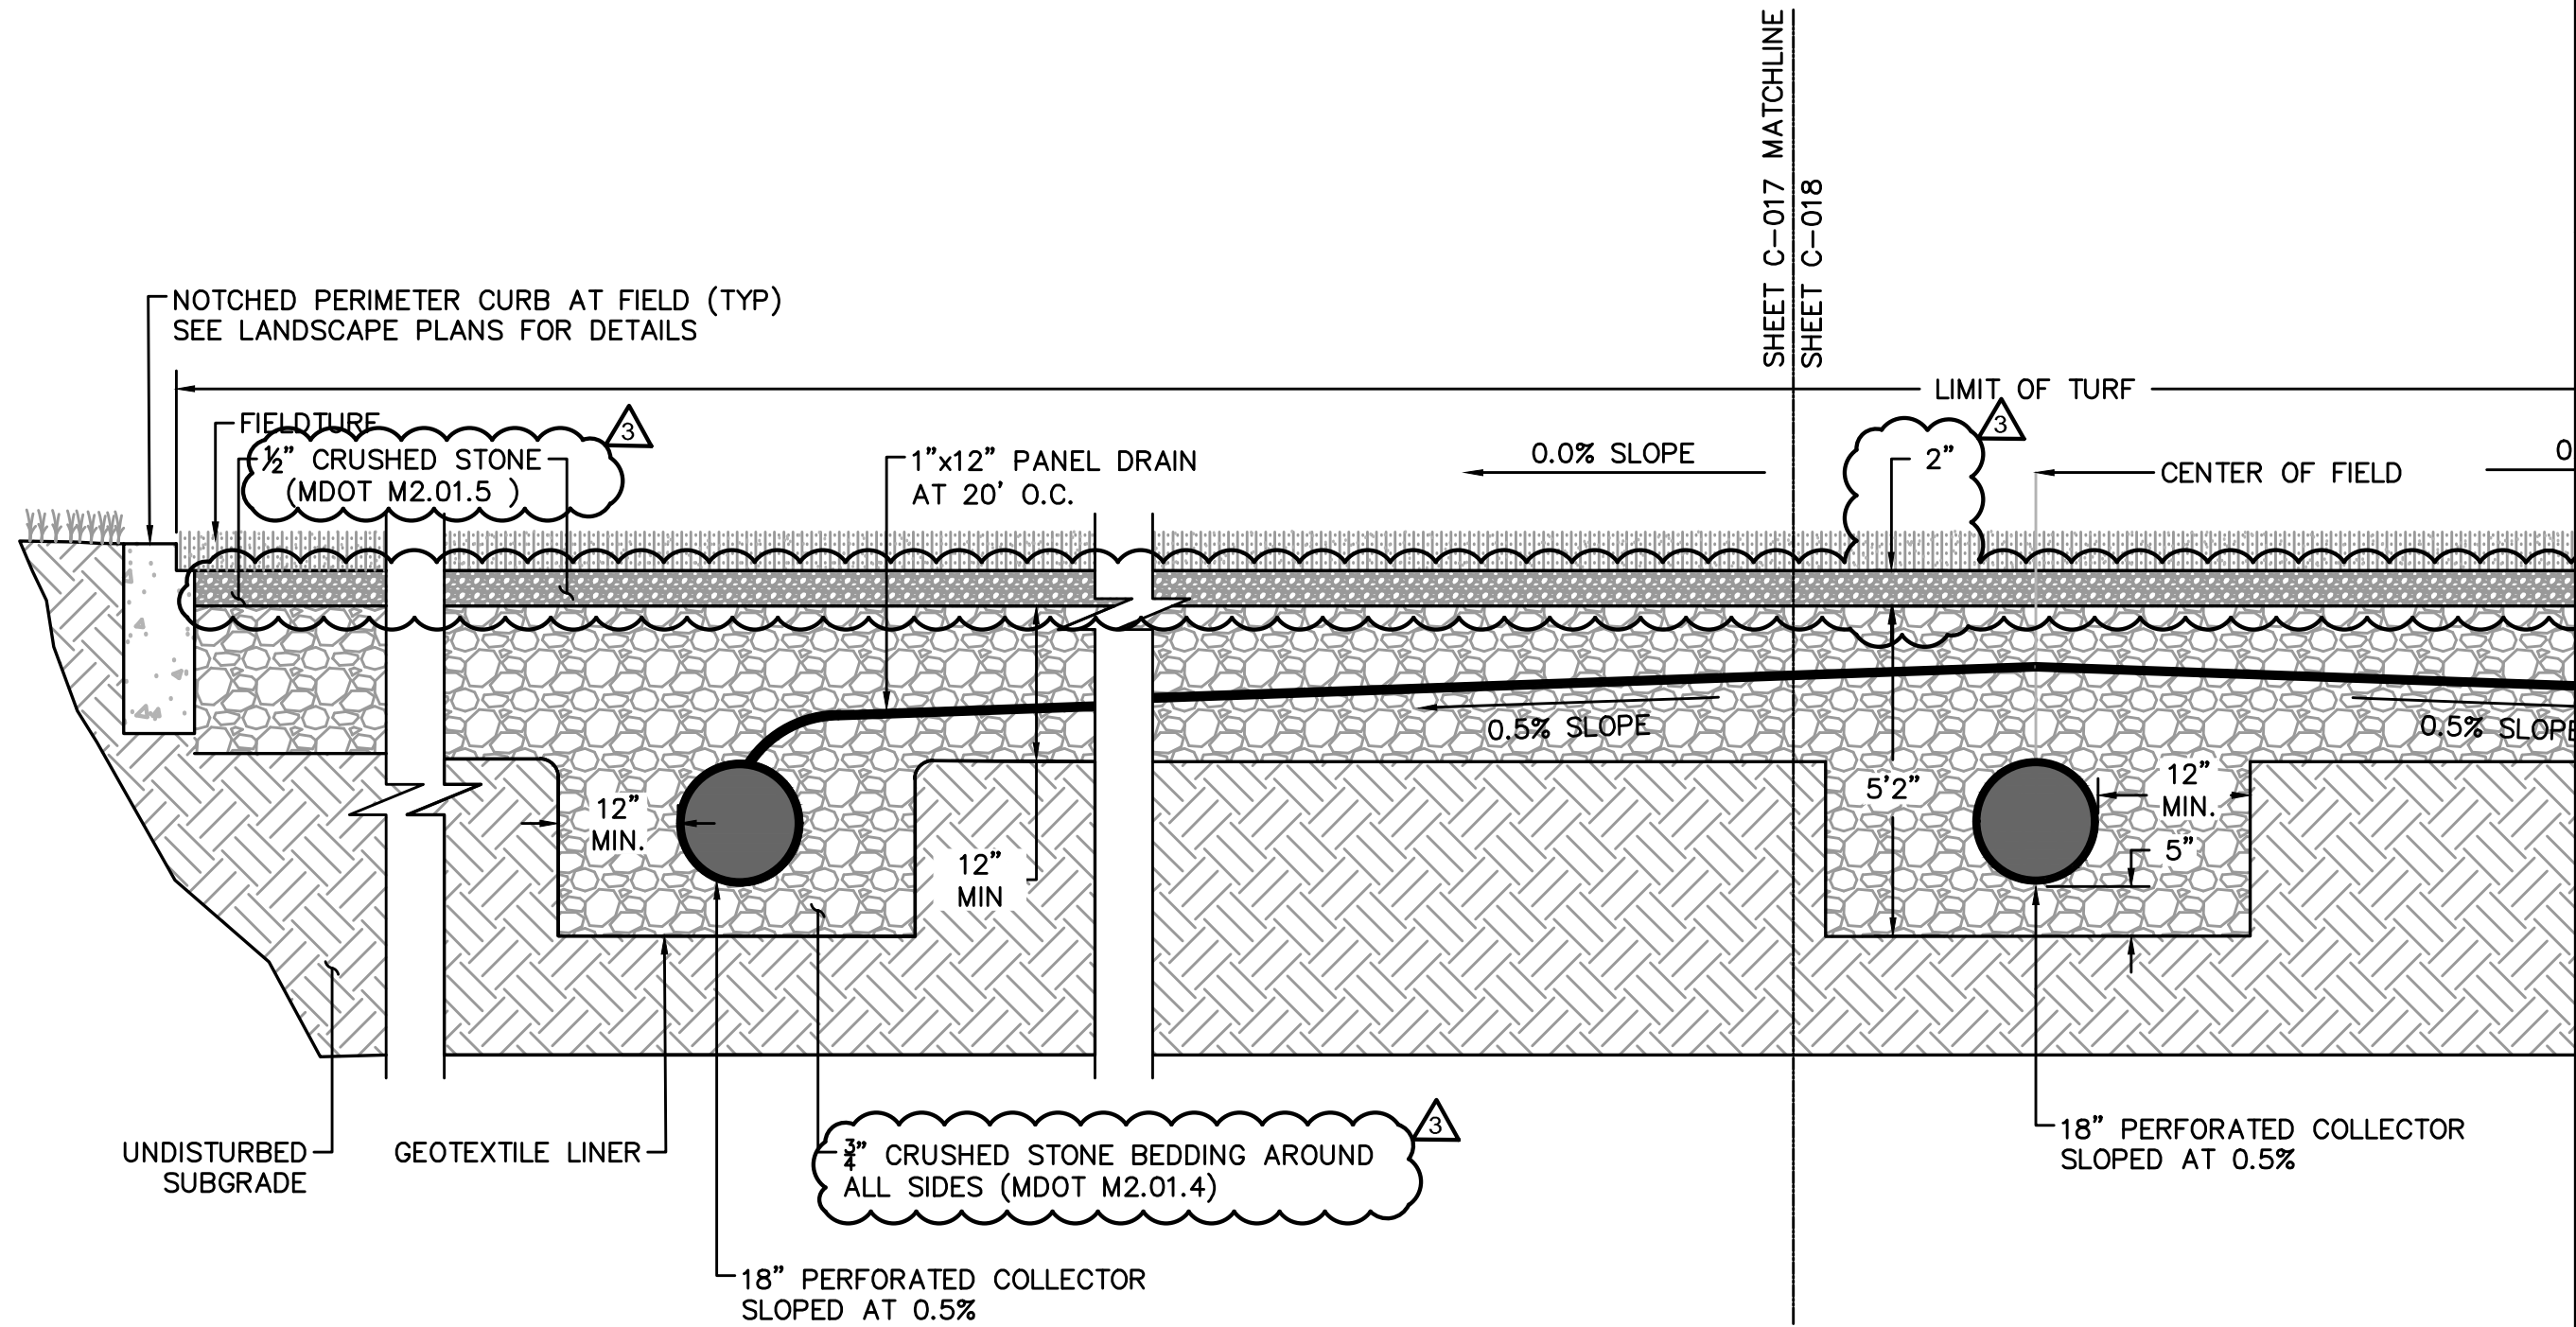 SHEET C-017 MATCHLINE
SHEET C-018
NOTCHED PERIMETER CURB AT FIELD (TYP)
SEE LANDSCAPE PLANS FOR DETAILS
LIMIT OF TURF
FIELDTURF
3
½” CRUSHED STONE
(MDOT M2.01.5 )
1”x12” PANEL DRAIN
AT 20’ O.C.
0.0% SLOPE
2”
3
CENTER OF FIELD
0
0.5% SLOPE
0.5% SLOPE
12”
MIN.
12”
MIN
5’2”
12”
MIN.
5”
UNDISTURBED
SUBGRADE
GEOTEXTILE LINER
¾” CRUSHED STONE BEDDING AROUND
ALL SIDES (MDOT M2.01.4)
3
18” PERFORATED COLLECTOR
SLOPED AT 0.5%
18” PERFORATED COLLECTOR
SLOPED AT 0.5%